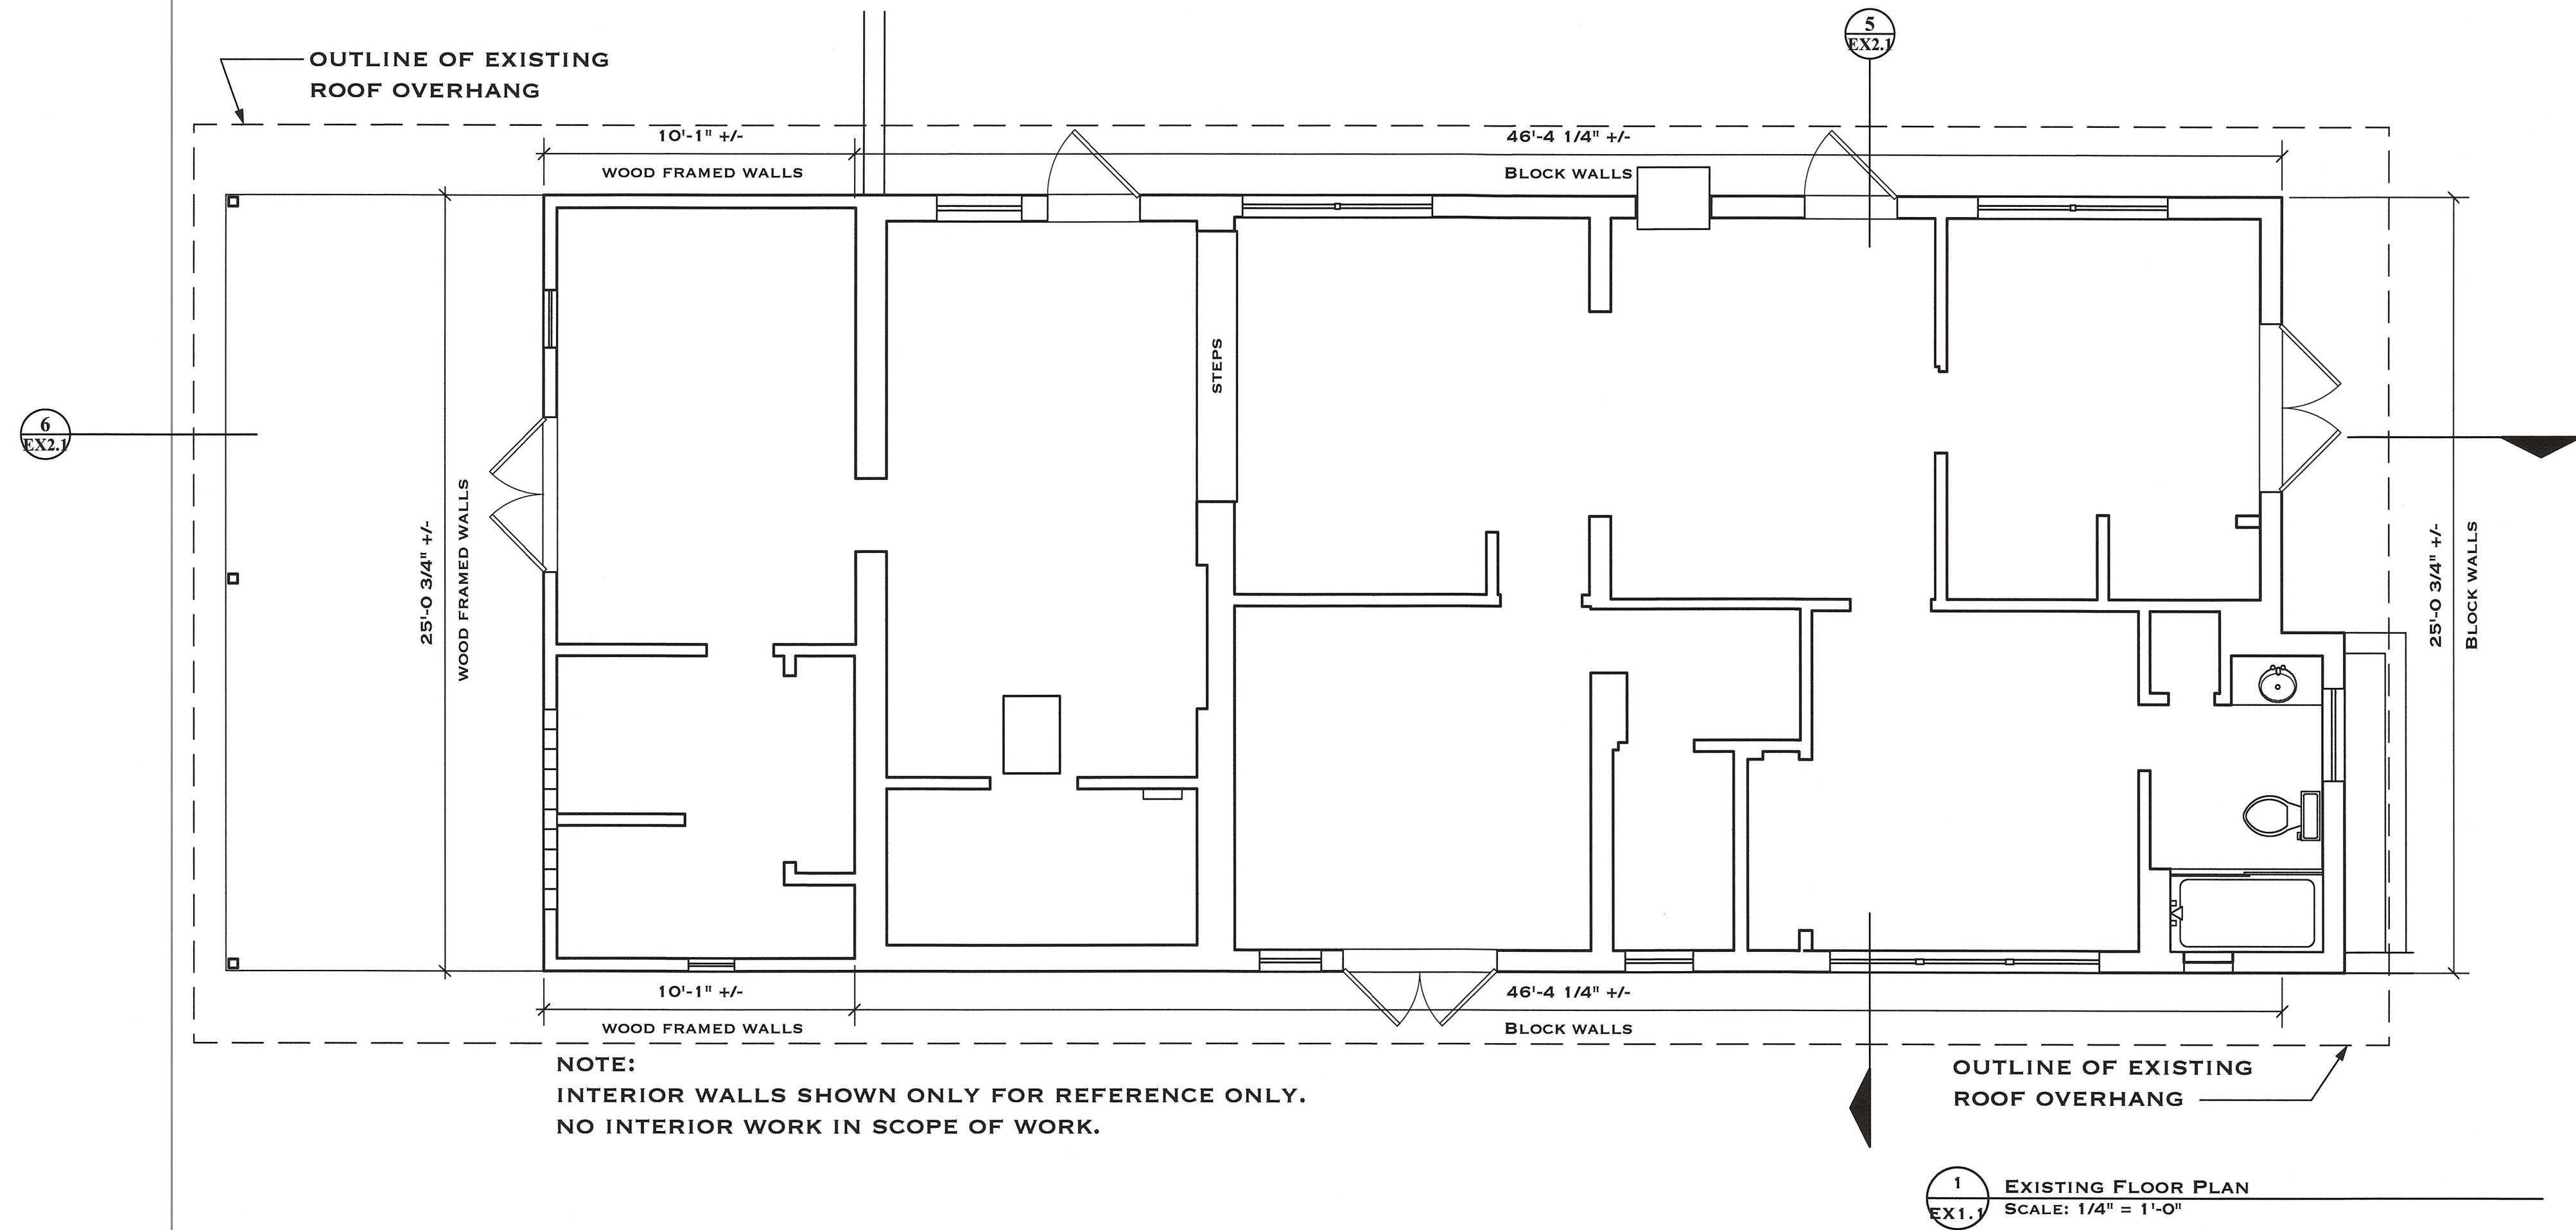 5
EX2.1
OUTLINE OF EXISTING
ROOF OVERHANG
10'-1" +/-
46'-4 1/4" +/-
WOOD FRAMED WALLS
BLOCK WALLS
STEPS
6
EX2.1
25'-0 3/4" +/-
WOOD FRAMED WALLS
25'-0 3/4" +/-
BLOCK WALLS
10'-1" +/-
46'-4 1/4" +/-
WOOD FRAMED WALLS
BLOCK WALLS
NOTE:
INTERIOR WALLS SHOWN ONLY FOR REFERENCE ONLY.
NO INTERIOR WORK IN SCOPE OF WORK.
OUTLINE OF EXISTING
ROOF OVERHANG
1
EX1.1
EXISTING FLOOR PLAN
SCALE: 1/4" = 1'-0"